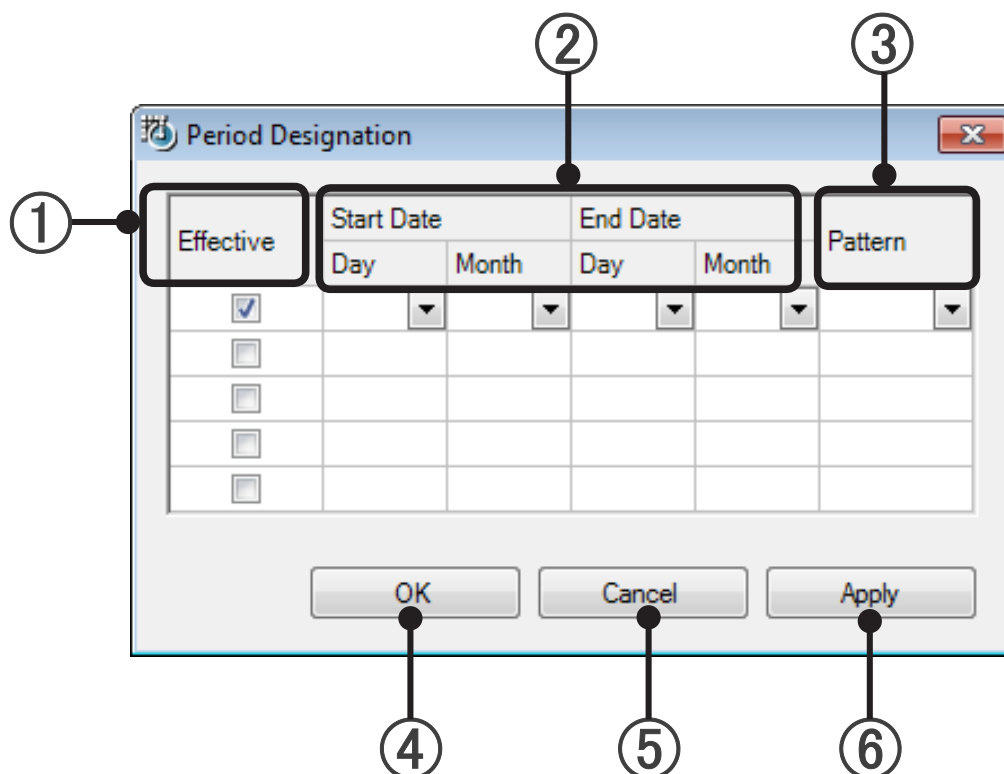 ② ③
Period Designation
①
Effective Start Date End Date Pattern
Day Month Day Month
OK Cancel Apply
④ ⑤ ⑥